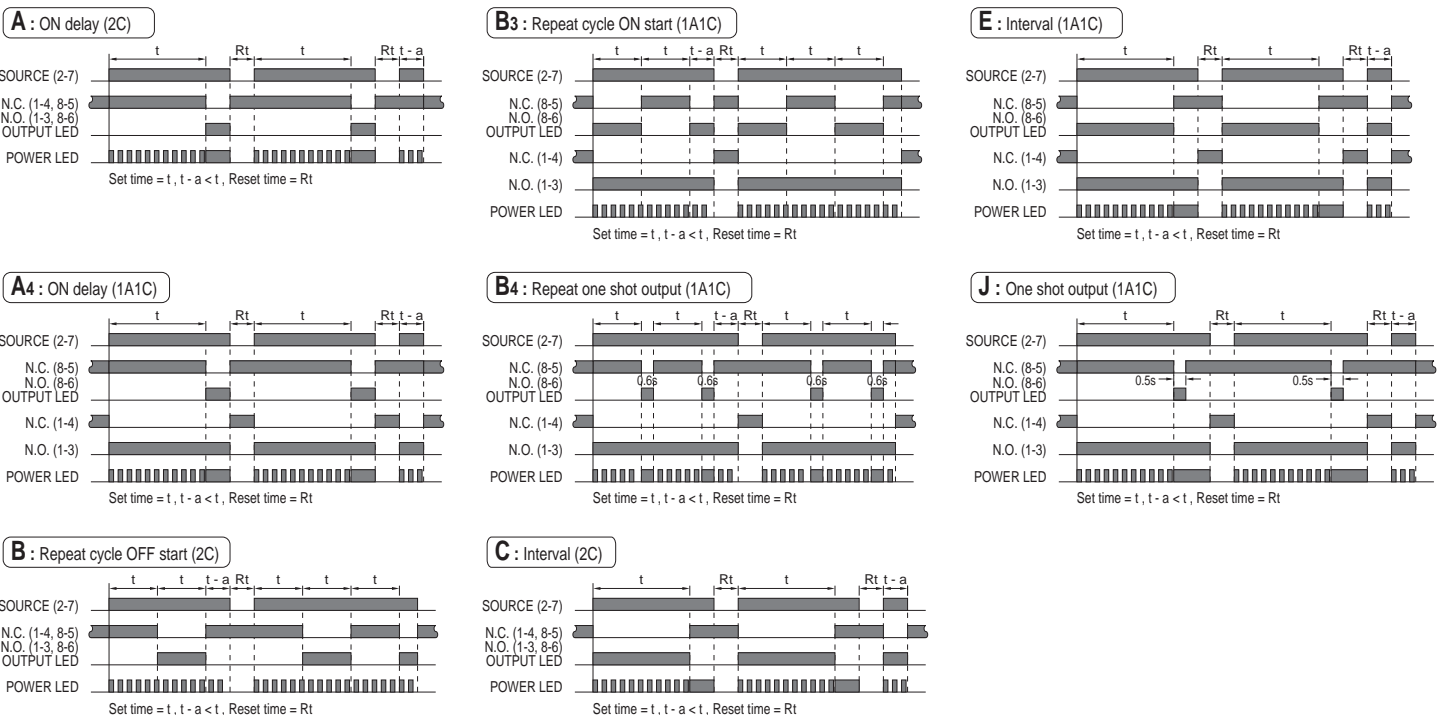 A : ON delay (2C)
t Rt t Rt t - a
SOURCE (2-7)
N.C. (1-4, 8-5)
N.O. (1-3, 8-6)
OUTPUT LED
POWER LED
Set time = t , t - a < t , Reset time = Rt
B3 : Repeat cycle ON start (1A1C)
t t t - a Rt t t t
SOURCE (2-7)
N.C. (8-5)
N.O. (8-6)
OUTPUT LED
N.C. (1-4)
N.O. (1-3)
POWER LED
Set time = t , t - a < t , Reset time = Rt
E : Interval (1A1C)
t Rt t Rt t - a
SOURCE (2-7)
N.C. (8-5)
N.O. (8-6)
OUTPUT LED
N.C. (1-4)
N.O. (1-3)
POWER LED
Set time = t , t - a < t , Reset time = Rt
A4 : ON delay (1A1C)
t Rt t Rt t - a
SOURCE (2-7)
N.C. (8-5)
N.O. (8-6)
OUTPUT LED
N.C. (1-4)
N.O. (1-3)
POWER LED
Set time = t , t - a < t , Reset time = Rt
B4 : Repeat one shot output (1A1C)
t t t - a Rt t t
SOURCE (2-7)
N.C. (8-5)
N.O. (8-6)
0.6s 0.6s 0.6s 0.6s
OUTPUT LED
N.C. (1-4)
N.O. (1-3)
POWER LED
Set time = t , t - a < t , Reset time = Rt
J : One shot output (1A1C)
t Rt t Rt t - a
SOURCE (2-7)
N.C. (8-5)
N.O. (8-6)
0.5s 0.5s
OUTPUT LED
N.C. (1-4)
N.O. (1-3)
POWER LED
Set time = t , t - a < t , Reset time = Rt
B : Repeat cycle OFF start (2C)
t t t - a Rt t t t
SOURCE (2-7)
N.C. (1-4, 8-5)
N.O. (1-3, 8-6)
OUTPUT LED
POWER LED
Set time = t , t - a < t , Reset time = Rt
C : Interval (2C)
t Rt t Rt t - a
SOURCE (2-7)
N.C. (1-4, 8-5)
N.O. (1-3, 8-6)
OUTPUT LED
POWER LED
Set time = t , t - a < t , Reset time = Rt